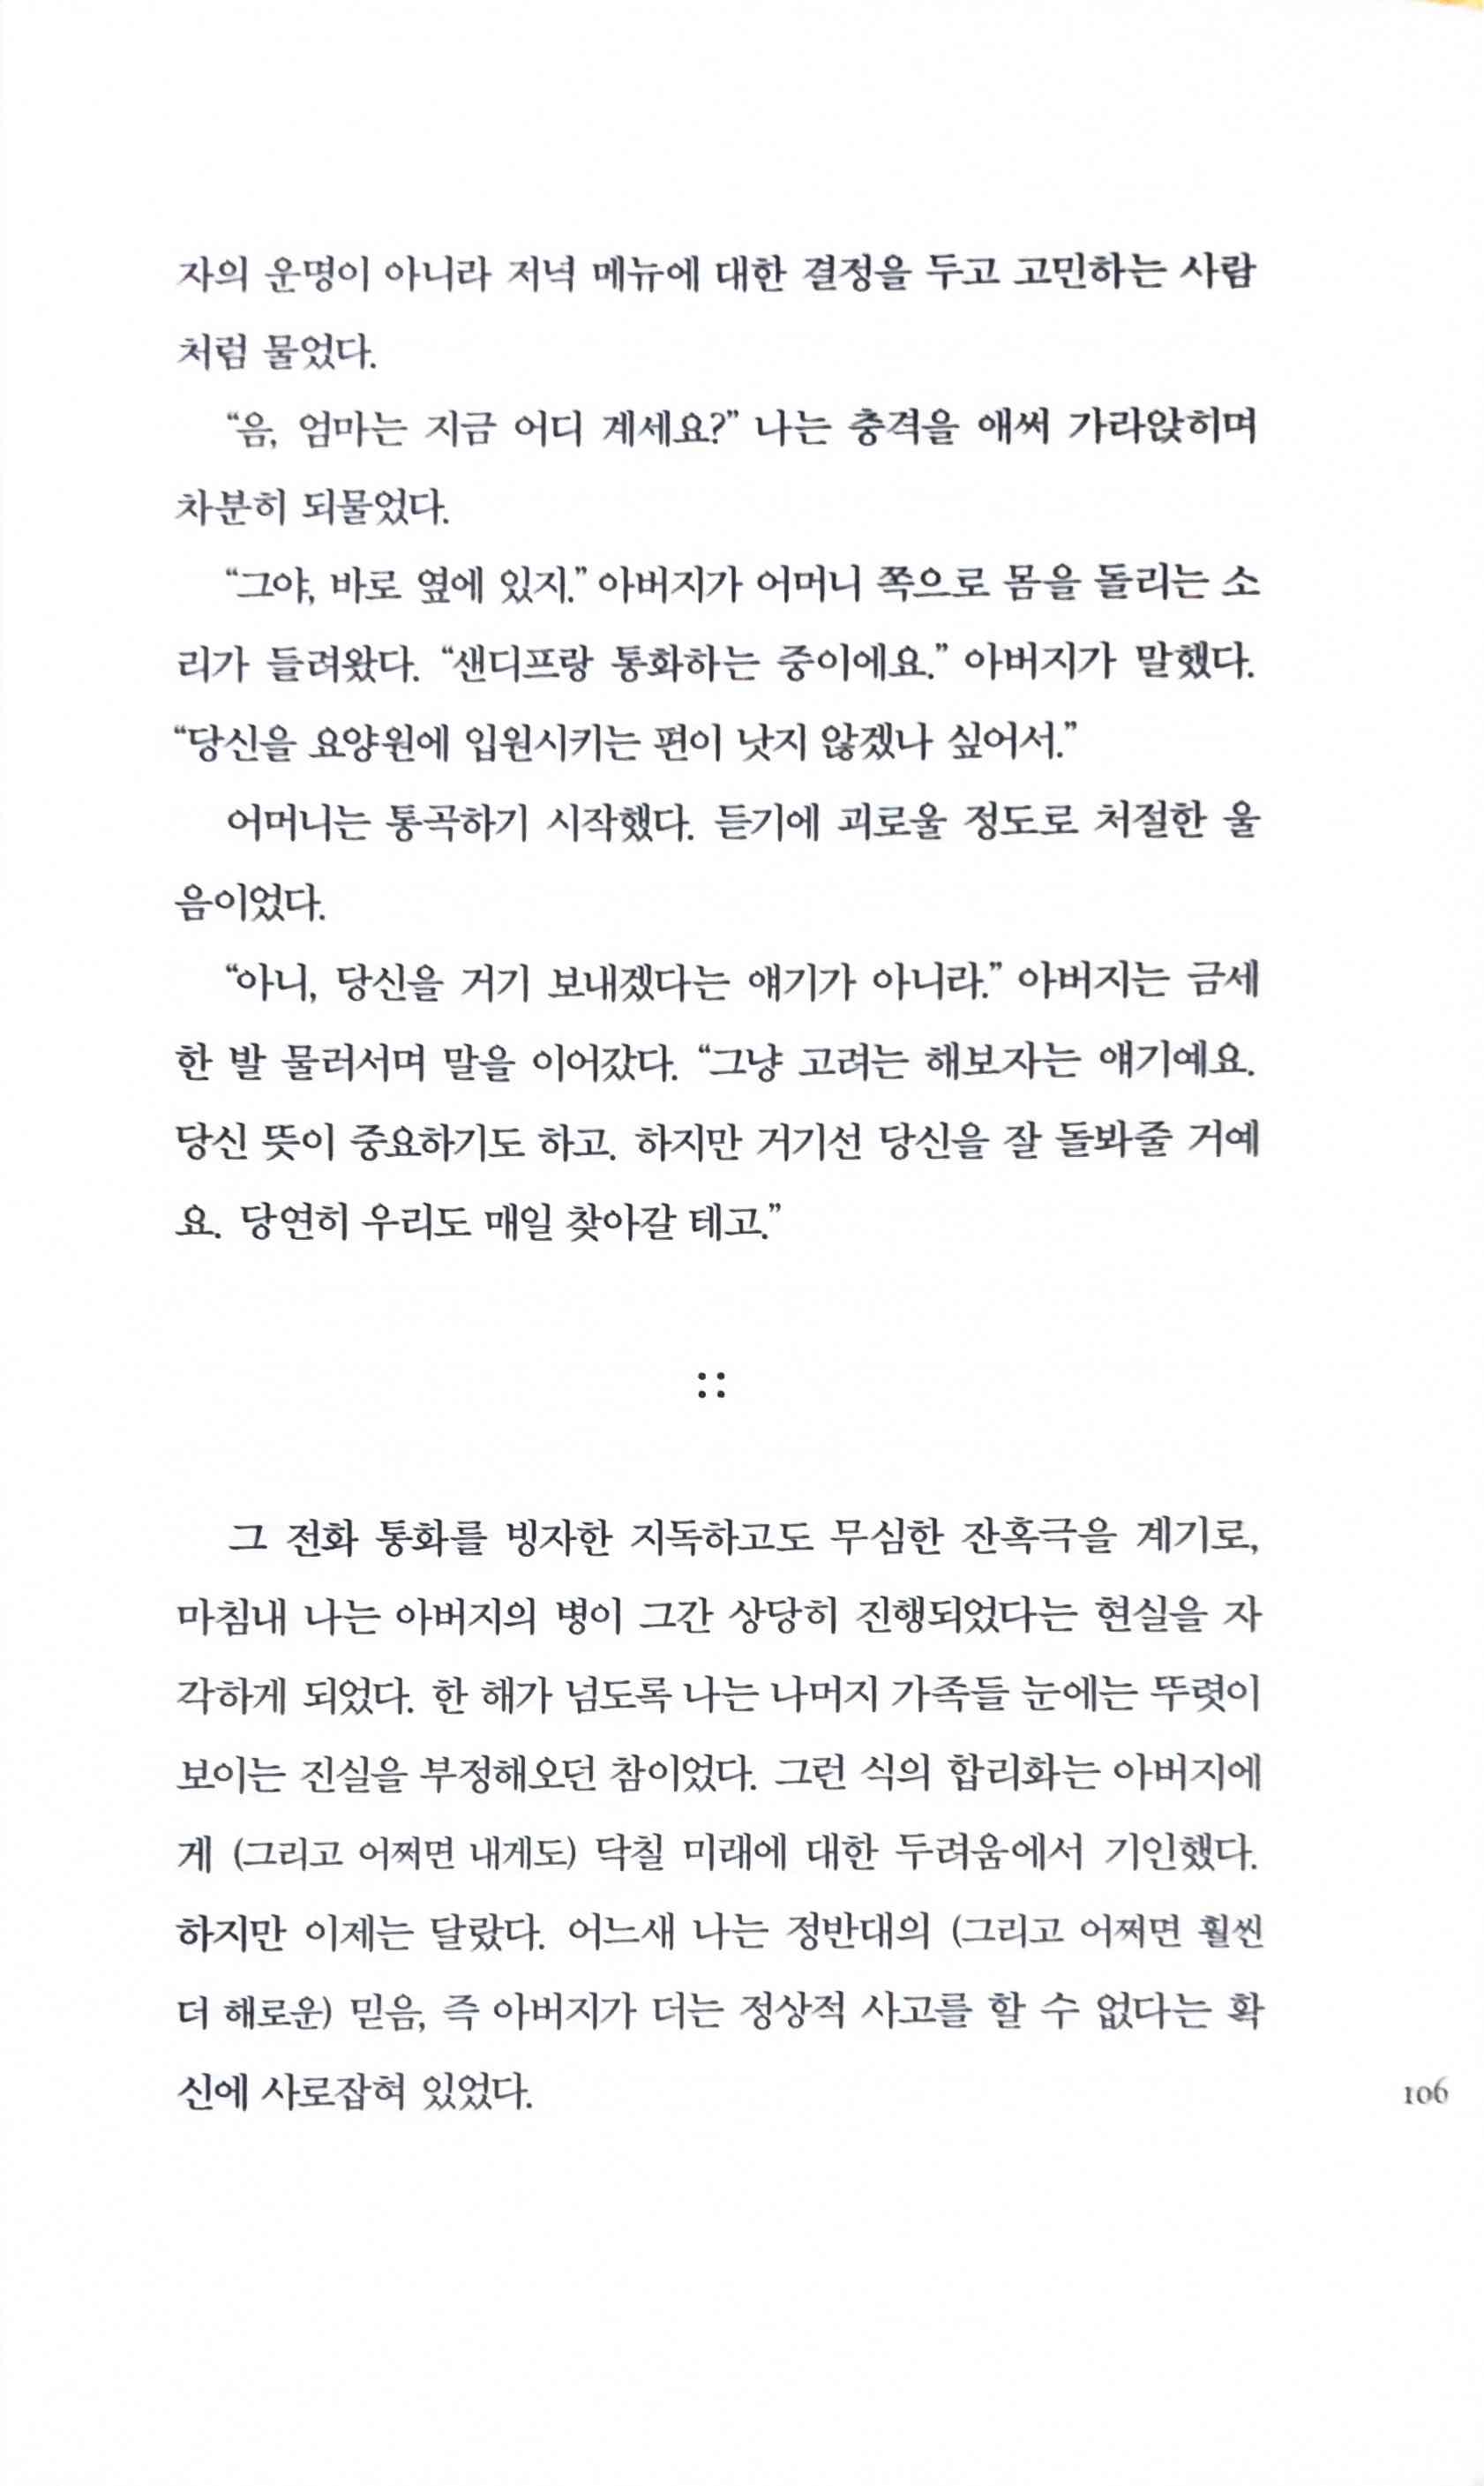 자의 운명이 아니라 저녁 메뉴에 대한 결정을 두고 고민하는 사람
처럼 물었다.
“음, 엄마는 지금 어디 계세요?” 나는 충격을 애써 가라앉히며
차분히 되물었다.
“그야, 바로 옆에 있지.” 아버지가 어머니 쪽으로 몸을 돌리는 소
리가 들려왔다. “샌디프랑 통화하는 중이에요.” 아버지가 말했다.
“당신을 요양원에 입원시키는 편이 낫지 않겠나 싶어서.”
어머니는 통곡하기 시작했다. 듣기에 괴로울 정도로 처절한 울
음이었다.
“아니, 당신을 거기 보내겠다는 얘기가 아니라.” 아버지는 금세
한 발 물러서며 말을 이어갔다. “그냥 고려는 해보자는 얘기예요.
당신 뜻이 중요하기도 하고. 하지만 거기선 당신을 잘 돌봐줄 거예
요. 당연히 우리도 매일 찾아갈 테고.”
::
그 전화 통화를 빙자한 지독하고도 무심한 잔혹극을 계기로,
마침내 나는 아버지의 병이 그간 상당히 진행되었다는 현실을 자
각하게 되었다. 한 해가 넘도록 나는 나머지 가족들 눈에는 뚜렷이
보이는 진실을 부정해오던 참이었다. 그런 식의 합리화는 아버지에
게 (그리고 어쩌면 내게도) 닥칠 미래에 대한 두려움에서 기인했다.
하지만 이제는 달랐다. 어느새 나는 정반대의 (그리고 어쩌면 훨씬
더 해로운) 믿음, 즉 아버지가 더는 정상적 사고를 할 수 없다는 확
신에 사로잡혀 있었다.
106